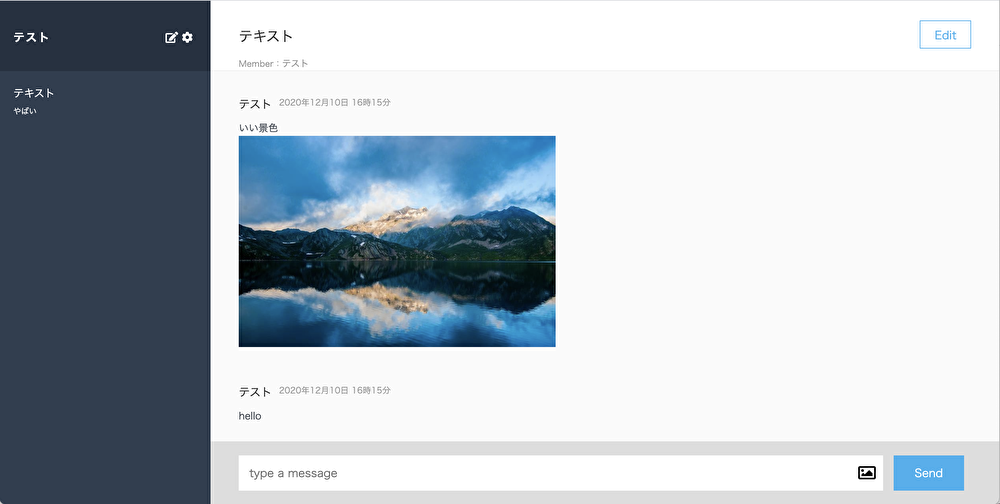 テスト
テキスト
やばい
テキスト
Edit
Member：テスト
テスト 2020年12月10日 16時15分
いい景色
テスト 2020年12月10日 16時15分
hello
type a message
Send